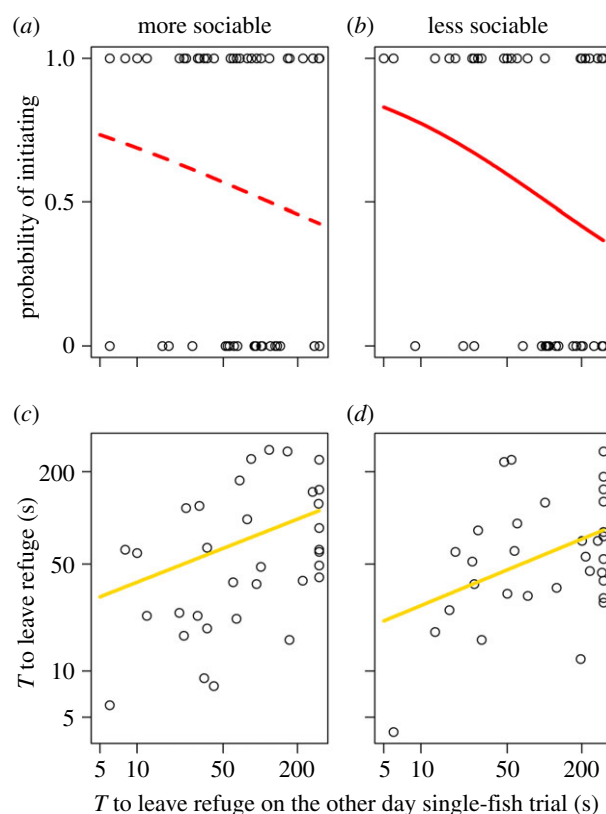 (a) more sociable
(b) less sociable
probability of initiating
1.0
0.5
0
(c)
(d)
T to leave refuge (s)
200
50
10
5
5 10 50 200
5 10 50 200
T to leave refuge on the other day single-fish trial (s)